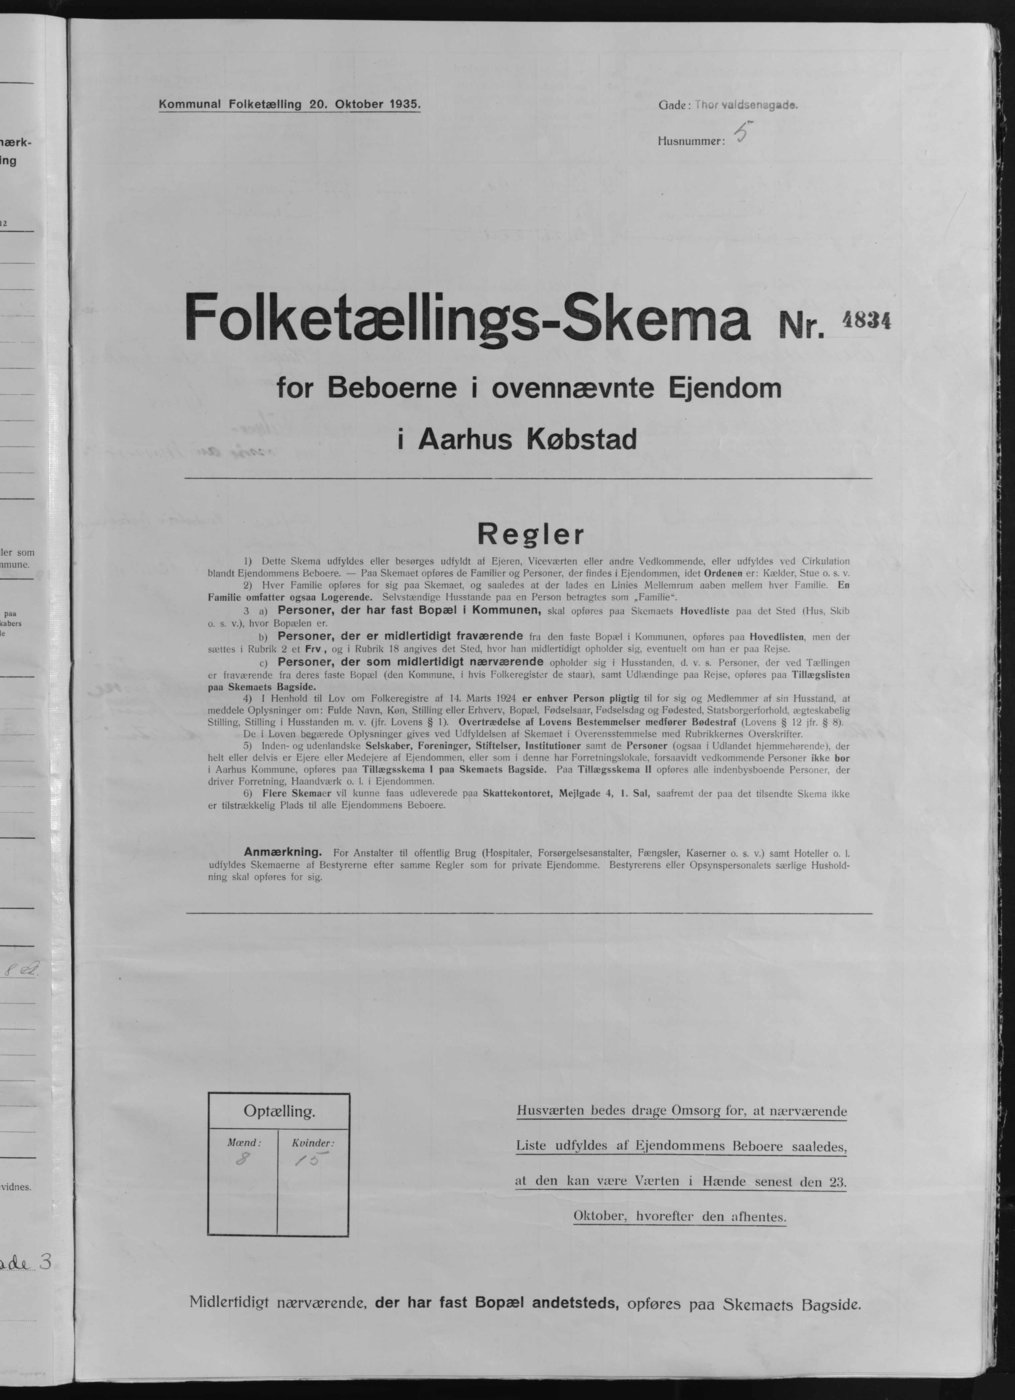 Kommunal Folketælling 20. Oktober 1935.
Gade: Thorvaldsensgade.
Husnummer: 5
Folketællings-Skema Nr. 4834
for Beboerne i ovennævnte Ejendom
i Aarhus Købstad
Regler
1) Dette Skema udfyldes eller besørges udfyldt af Ejeren, Viceværten eller andre Vedkommende, eller udfyldes ved Cirkulation
blandt Ejendommens Beboere. — Paa Skemaet opføres de Familier og Personer, der findes i Ejendommen, idet Ordenen er: Kælder, Stue o. s. v.
2) Hver Familie opføres for sig paa Skemaet, og saaledes at der lades en Linies Mellemrum aaben mellem hver Familie. En
Familie omfatter ogsaa Logerende. Selvstændige Husstande paa en Person betragtes som „Familie“.
3 a) Personer, der har fast Bopæl i Kommunen, skal opføres paa Skemaets Hovedliste paa det Sted (Hus, Skib
o. s. v.), hvor Bopælen er.
b) Personer, der er midlertidigt fraværende fra den faste Bopæl i Kommunen, opføres paa Hovedlisten, men der
sættes i Rubrik 2 et Frv., og i Rubrik 18 angives det Sted, hvor han midlertidigt opholder sig, eventuelt om han er paa Rejse.
c) Personer, der som midlertidigt nærværende opholder sig i Husstanden, d. v. s. Personer, der ved Tællingen
er fraværende fra deres faste Bopæl (den Kommune, i hvis Folkeregister de staar), samt Udlændinge paa Rejse, opføres paa Tillægslisten
paa Skemaets Bagside.
4) I Henhold til Lov om Folkeregistre af 14. Marts 1924 er enhver Person pligtig til for sig og Medlemmer af sin Husstand, at
meddele Oplysninger om: Fulde Navn, Køn, Stilling eller Erhverv, Bopæl, Fødselsaar, Fødselsdag og Fødested, Statsborgerforhold, ægteskabelig
Stilling, Stilling i Husstanden m. v. (jfr. Lovens § 1). Overtrædelse af Lovens Bestemmelser medfører Bødestraf (Lovens § 12 jfr. § 8).
De i Loven begærede Oplysninger gives ved Udfyldelsen af Skemaet i Overensstemmelse med Rubrikkernes Overskrifter.
5) Inden- og udenlandske Selskaber, Foreninger, Stiftelser, Institutioner samt de Personer (ogsaa i Udlandet hjemmehørende), der
helt eller delvis er Ejere eller Medejere af Ejendommen, eller som i denne har Forretningslokale, forsaavidt vedkommende Personer ikke bor
i Aarhus Kommune, opføres paa Tillægsskema I paa Skemaets Bagside. Paa Tillægsskema II opføres alle indenbysboende Personer, der
driver Forretning, Haandværk o. l. i Ejendommen.
6) Flere Skemaer vil kunne faas udleverede paa Skattekontoret, Mejlgade 4, 1. Sal, saafremt der paa det tilsendte Skema ikke
er tilstrækkelig Plads til alle Ejendommens Beboere.
Anmærkning. For Anstalter til offentlig Brug (Hospitaler, Forsørgelsesanstalter, Fængsler, Kaserner o. s. v.) samt Hoteller o. l.
udfyldes Skemaerne af Bestyrerne efter samme Regler som for private Ejendomme. Bestyrerens eller Opsynspersonalets særlige Hushold-
ning skal opføres for sig.
Optælling.
Mænd: Kvinder:
8 15
Husværten bedes drage Omsorg for, at nærværende
Liste udfyldes af Ejendommens Beboere saaledes,
at den kan være Værten i Hænde senest den 23.
Oktober, hvorefter den afhentes.
Midlertidigt nærværende, der har fast Bopæl andetsteds, opføres paa Skemaets Bagside.